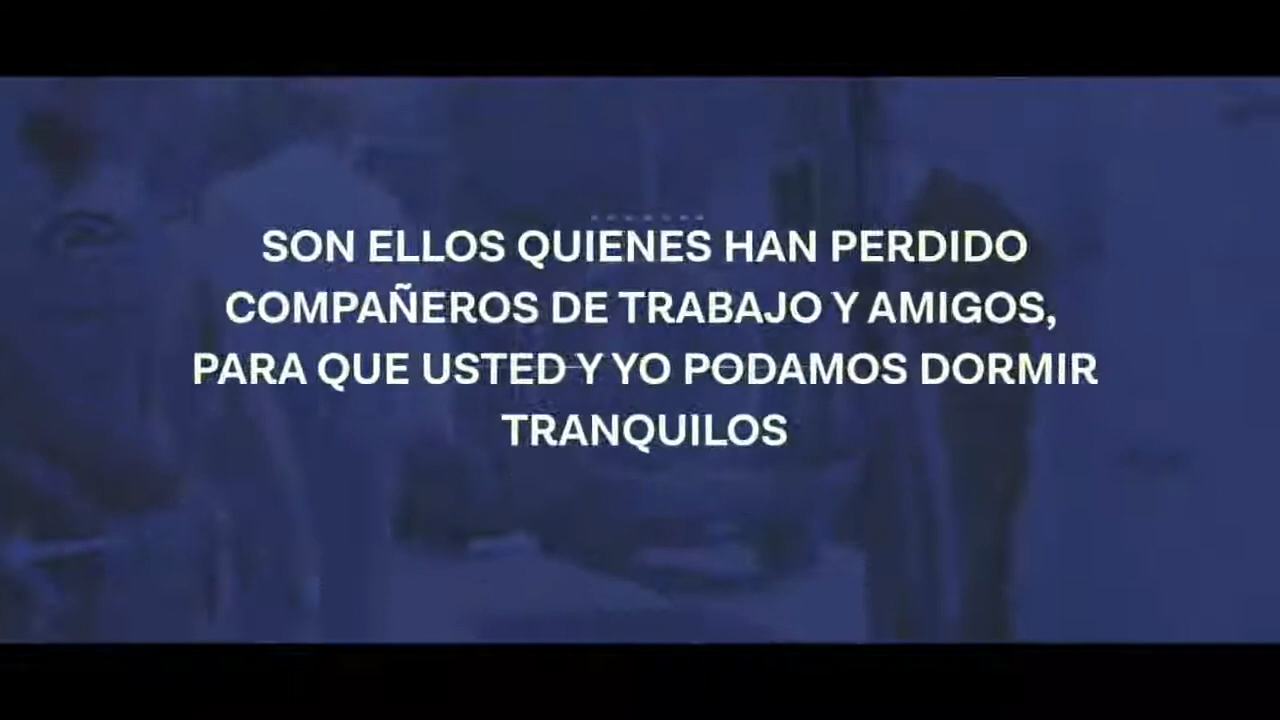 SON ELLOS QUIENES HAN PERDIDO
COMPAÑEROS DE TRABAJO Y AMIGOS,
PARA QUE USTED Y YO PODAMOS DORMIR
TRANQUILOS